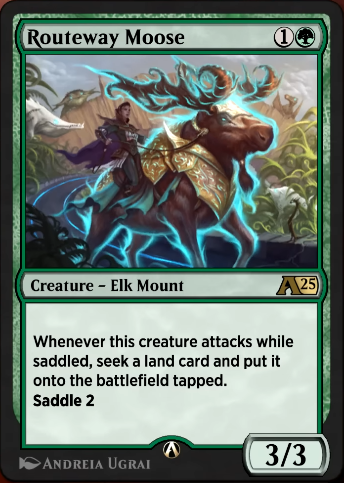 Routeway Moose 1
Creature – Elk Mount A25
Whenever this creature attacks while
saddled, seek a land card and put it
onto the battlefield tapped.
Saddle 2
Andreia Ugrai 3/3